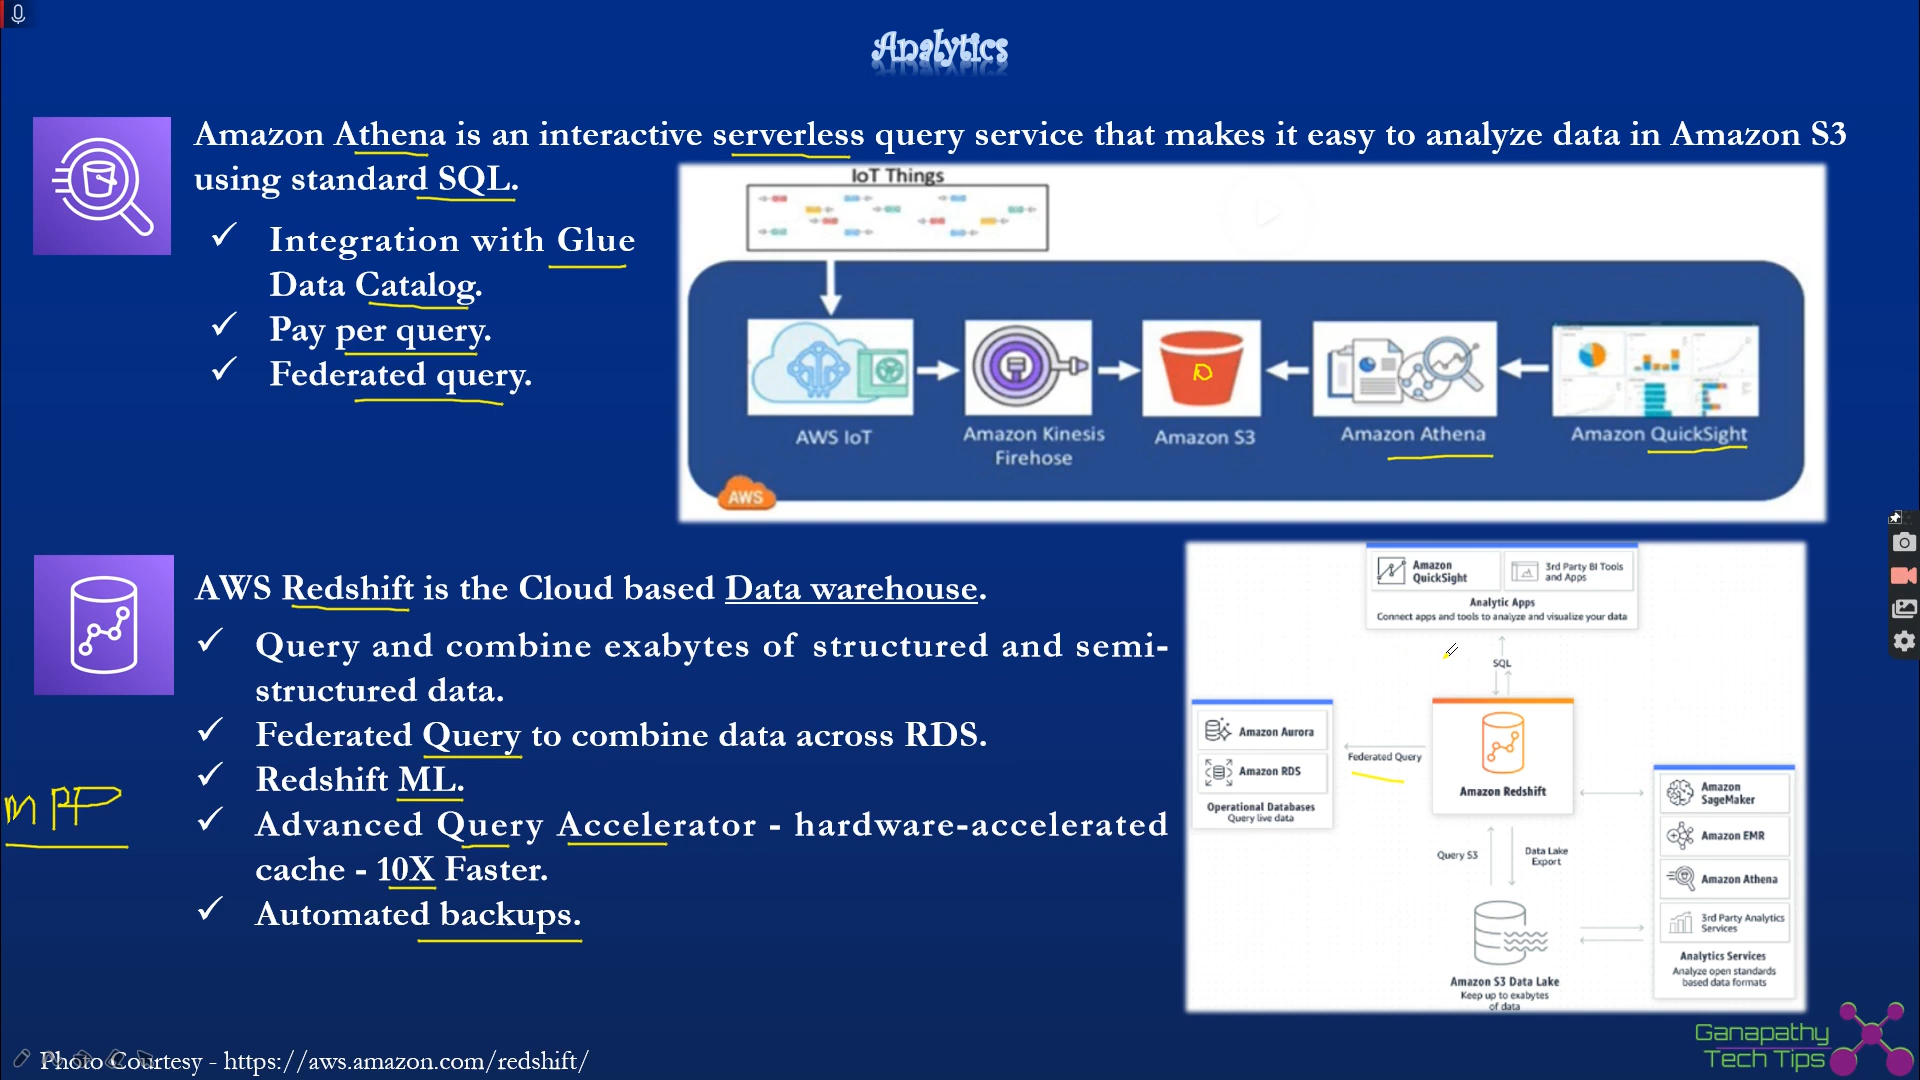 Analytics
Amazon Athena is an interactive serverless query service that makes it easy to analyze data in Amazon S3
using standard SQL.
✓ Integration with Glue
Data Catalog.
✓ Pay per query.
✓ Federated query.
IoT Things
AWS IoT
Amazon Kinesis
Firehose
Amazon S3
Amazon Athena
Amazon QuickSight
AWS
AWS Redshift is the Cloud based Data warehouse.
✓ Query and combine exabytes of structured and semi-
structured data.
✓ Federated Query to combine data across RDS.
✓ Redshift ML.
✓ Advanced Query Accelerator - hardware-accelerated
cache - 10X Faster.
✓ Automated backups.
MPP
Amazon
QuickSight
3rd Party BI Tools
and Apps
Analytic Apps
Connect apps and tools to analyze and visualize your data
SQL
Amazon Aurora
Amazon RDS
Operational Databases
Query live data
Federated Query
Amazon Redshift
Query S3
Data Lake
Export
Amazon
SageMaker
Amazon EMR
Amazon Athena
3rd Party Analytics
Services
Analytics Services
Analyze open standards
based data formats
Amazon S3 Data Lake
Keep up to exabytes
of data
Photo Courtesy - https://aws.amazon.com/redshift/
Ganapathy
Tech Tips